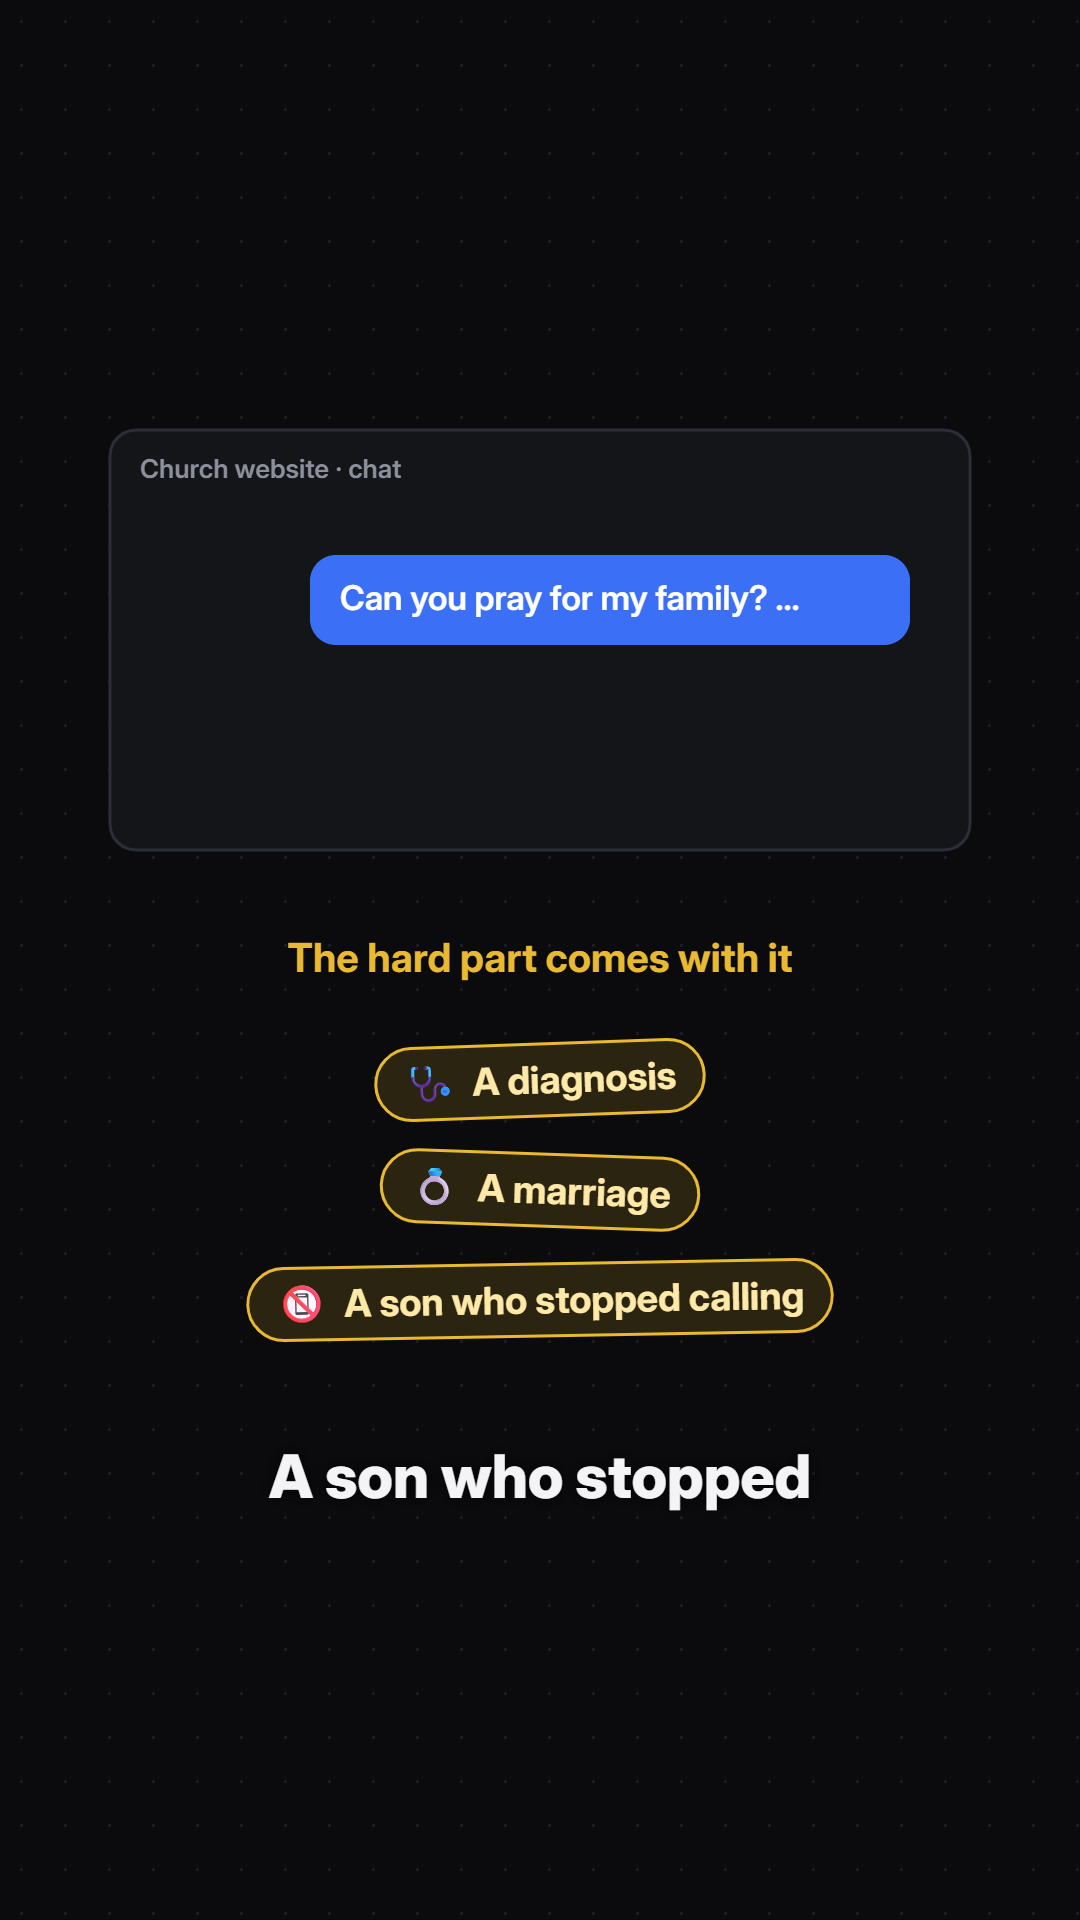 Church website · chat
Can you pray for my family? ...
The hard part comes with it
A diagnosis
A marriage
A son who stopped calling
A son who stopped